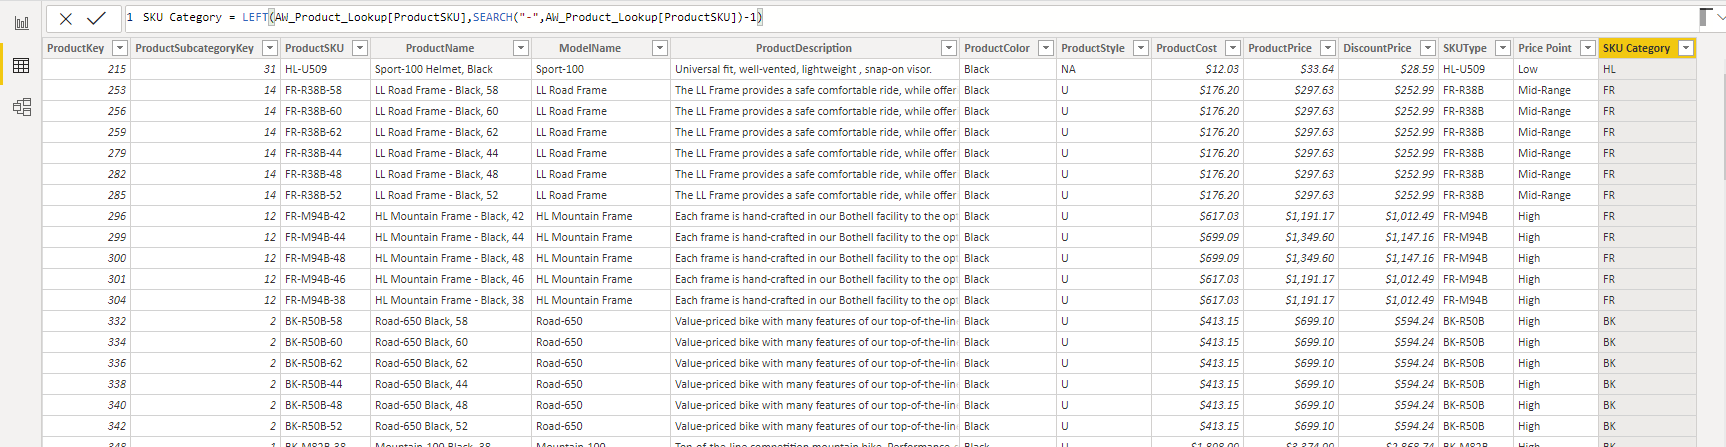 1 SKU Category = LEFT(AW_Product_Lookup[ProductSKU],SEARCH("-",AW_Product_Lookup[ProductSKU])-1)
ProductKey ProductSubcategoryKey ProductSKU ProductName ModelName ProductDescription ProductColor ProductStyle ProductCost ProductPrice DiscountPrice SKUType Price Point SKU Category
215 31 HL-U509 Sport-100 Helmet, Black Sport-100 Universal fit, well-vented, lightweight , snap-on visor. Black NA $12.03 $33.64 $28.59 HL-U509 Low HL
253 14 FR-R38B-58 LL Road Frame - Black, 58 LL Road Frame The LL Frame provides a safe comfortable ride, while offer Black U $176.20 $297.63 $252.99 FR-R38B Mid-Range FR
256 14 FR-R38B-60 LL Road Frame - Black, 60 LL Road Frame The LL Frame provides a safe comfortable ride, while offer Black U $176.20 $297.63 $252.99 FR-R38B Mid-Range FR
259 14 FR-R38B-62 LL Road Frame - Black, 62 LL Road Frame The LL Frame provides a safe comfortable ride, while offer Black U $176.20 $297.63 $252.99 FR-R38B Mid-Range FR
279 14 FR-R38B-44 LL Road Frame - Black, 44 LL Road Frame The LL Frame provides a safe comfortable ride, while offer Black U $176.20 $297.63 $252.99 FR-R38B Mid-Range FR
282 14 FR-R38B-48 LL Road Frame - Black, 48 LL Road Frame The LL Frame provides a safe comfortable ride, while offer Black U $176.20 $297.63 $252.99 FR-R38B Mid-Range FR
285 14 FR-R38B-52 LL Road Frame - Black, 52 LL Road Frame The LL Frame provides a safe comfortable ride, while offer Black U $176.20 $297.63 $252.99 FR-R38B Mid-Range FR
296 12 FR-M94B-42 HL Mountain Frame - Black, 42 HL Mountain Frame Each frame is hand-crafted in our Bothell facility to the op Black U $617.03 $1,191.17 $1,012.49 FR-M94B High FR
299 12 FR-M94B-44 HL Mountain Frame - Black, 44 HL Mountain Frame Each frame is hand-crafted in our Bothell facility to the op Black U $699.09 $1,349.60 $1,147.16 FR-M94B High FR
300 12 FR-M94B-48 HL Mountain Frame - Black, 48 HL Mountain Frame Each frame is hand-crafted in our Bothell facility to the op Black U $699.09 $1,349.60 $1,147.16 FR-M94B High FR
301 12 FR-M94B-46 HL Mountain Frame - Black, 46 HL Mountain Frame Each frame is hand-crafted in our Bothell facility to the op Black U $617.03 $1,191.17 $1,012.49 FR-M94B High FR
304 12 FR-M94B-38 HL Mountain Frame - Black, 38 HL Mountain Frame Each frame is hand-crafted in our Bothell facility to the op Black U $617.03 $1,191.17 $1,012.49 FR-M94B High FR
332 2 BK-R50B-58 Road-650 Black, 58 Road-650 Value-priced bike with many features of our top-of-the-lin Black U $413.15 $699.10 $594.24 BK-R50B High BK
334 2 BK-R50B-60 Road-650 Black, 60 Road-650 Value-priced bike with many features of our top-of-the-lin Black U $413.15 $699.10 $594.24 BK-R50B High BK
336 2 BK-R50B-62 Road-650 Black, 62 Road-650 Value-priced bike with many features of our top-of-the-lin Black U $413.15 $699.10 $594.24 BK-R50B High BK
338 2 BK-R50B-44 Road-650 Black, 44 Road-650 Value-priced bike with many features of our top-of-the-lin Black U $413.15 $699.10 $594.24 BK-R50B High BK
340 2 BK-R50B-48 Road-650 Black, 48 Road-650 Value-priced bike with many features of our top-of-the-lin Black U $413.15 $699.10 $594.24 BK-R50B High BK
342 2 BK-R50B-52 Road-650 Black, 52 Road-650 Value-priced bike with many features of our top-of-the-lin Black U $413.15 $699.10 $594.24 BK-R50B High BK